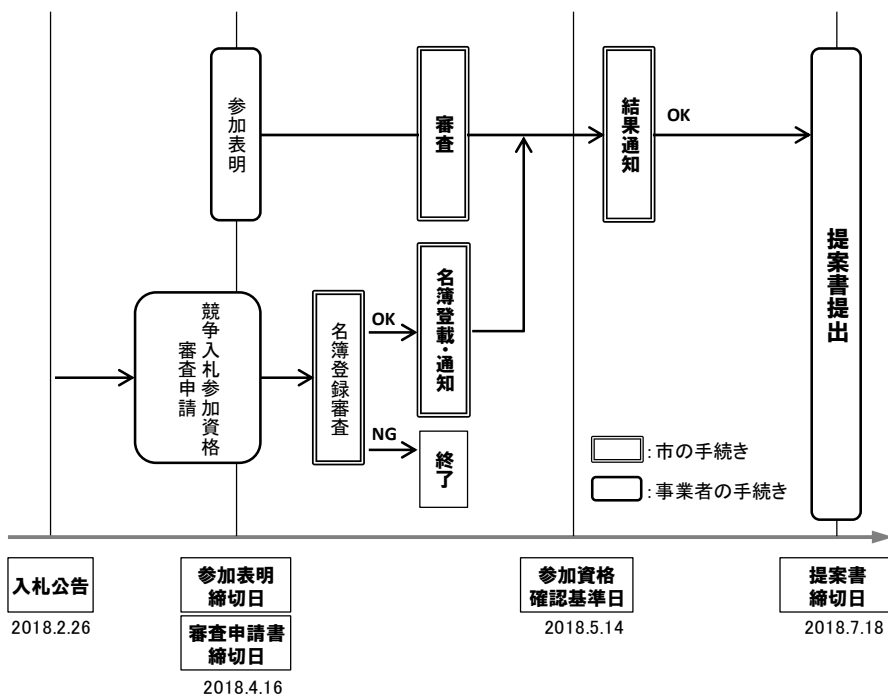 参加表明
審査
結果通知
OK
提案書提出
競争入札参加資格
審査申請
名簿登録審査
OK
名簿登載・通知
NG
終了
:市の手続き
:事業者の手続き
入札公告
2018.2.26
参加表明
締切日
審査申請書
締切日
2018.4.16
参加資格
確認基準日
2018.5.14
提案書
締切日
2018.7.18